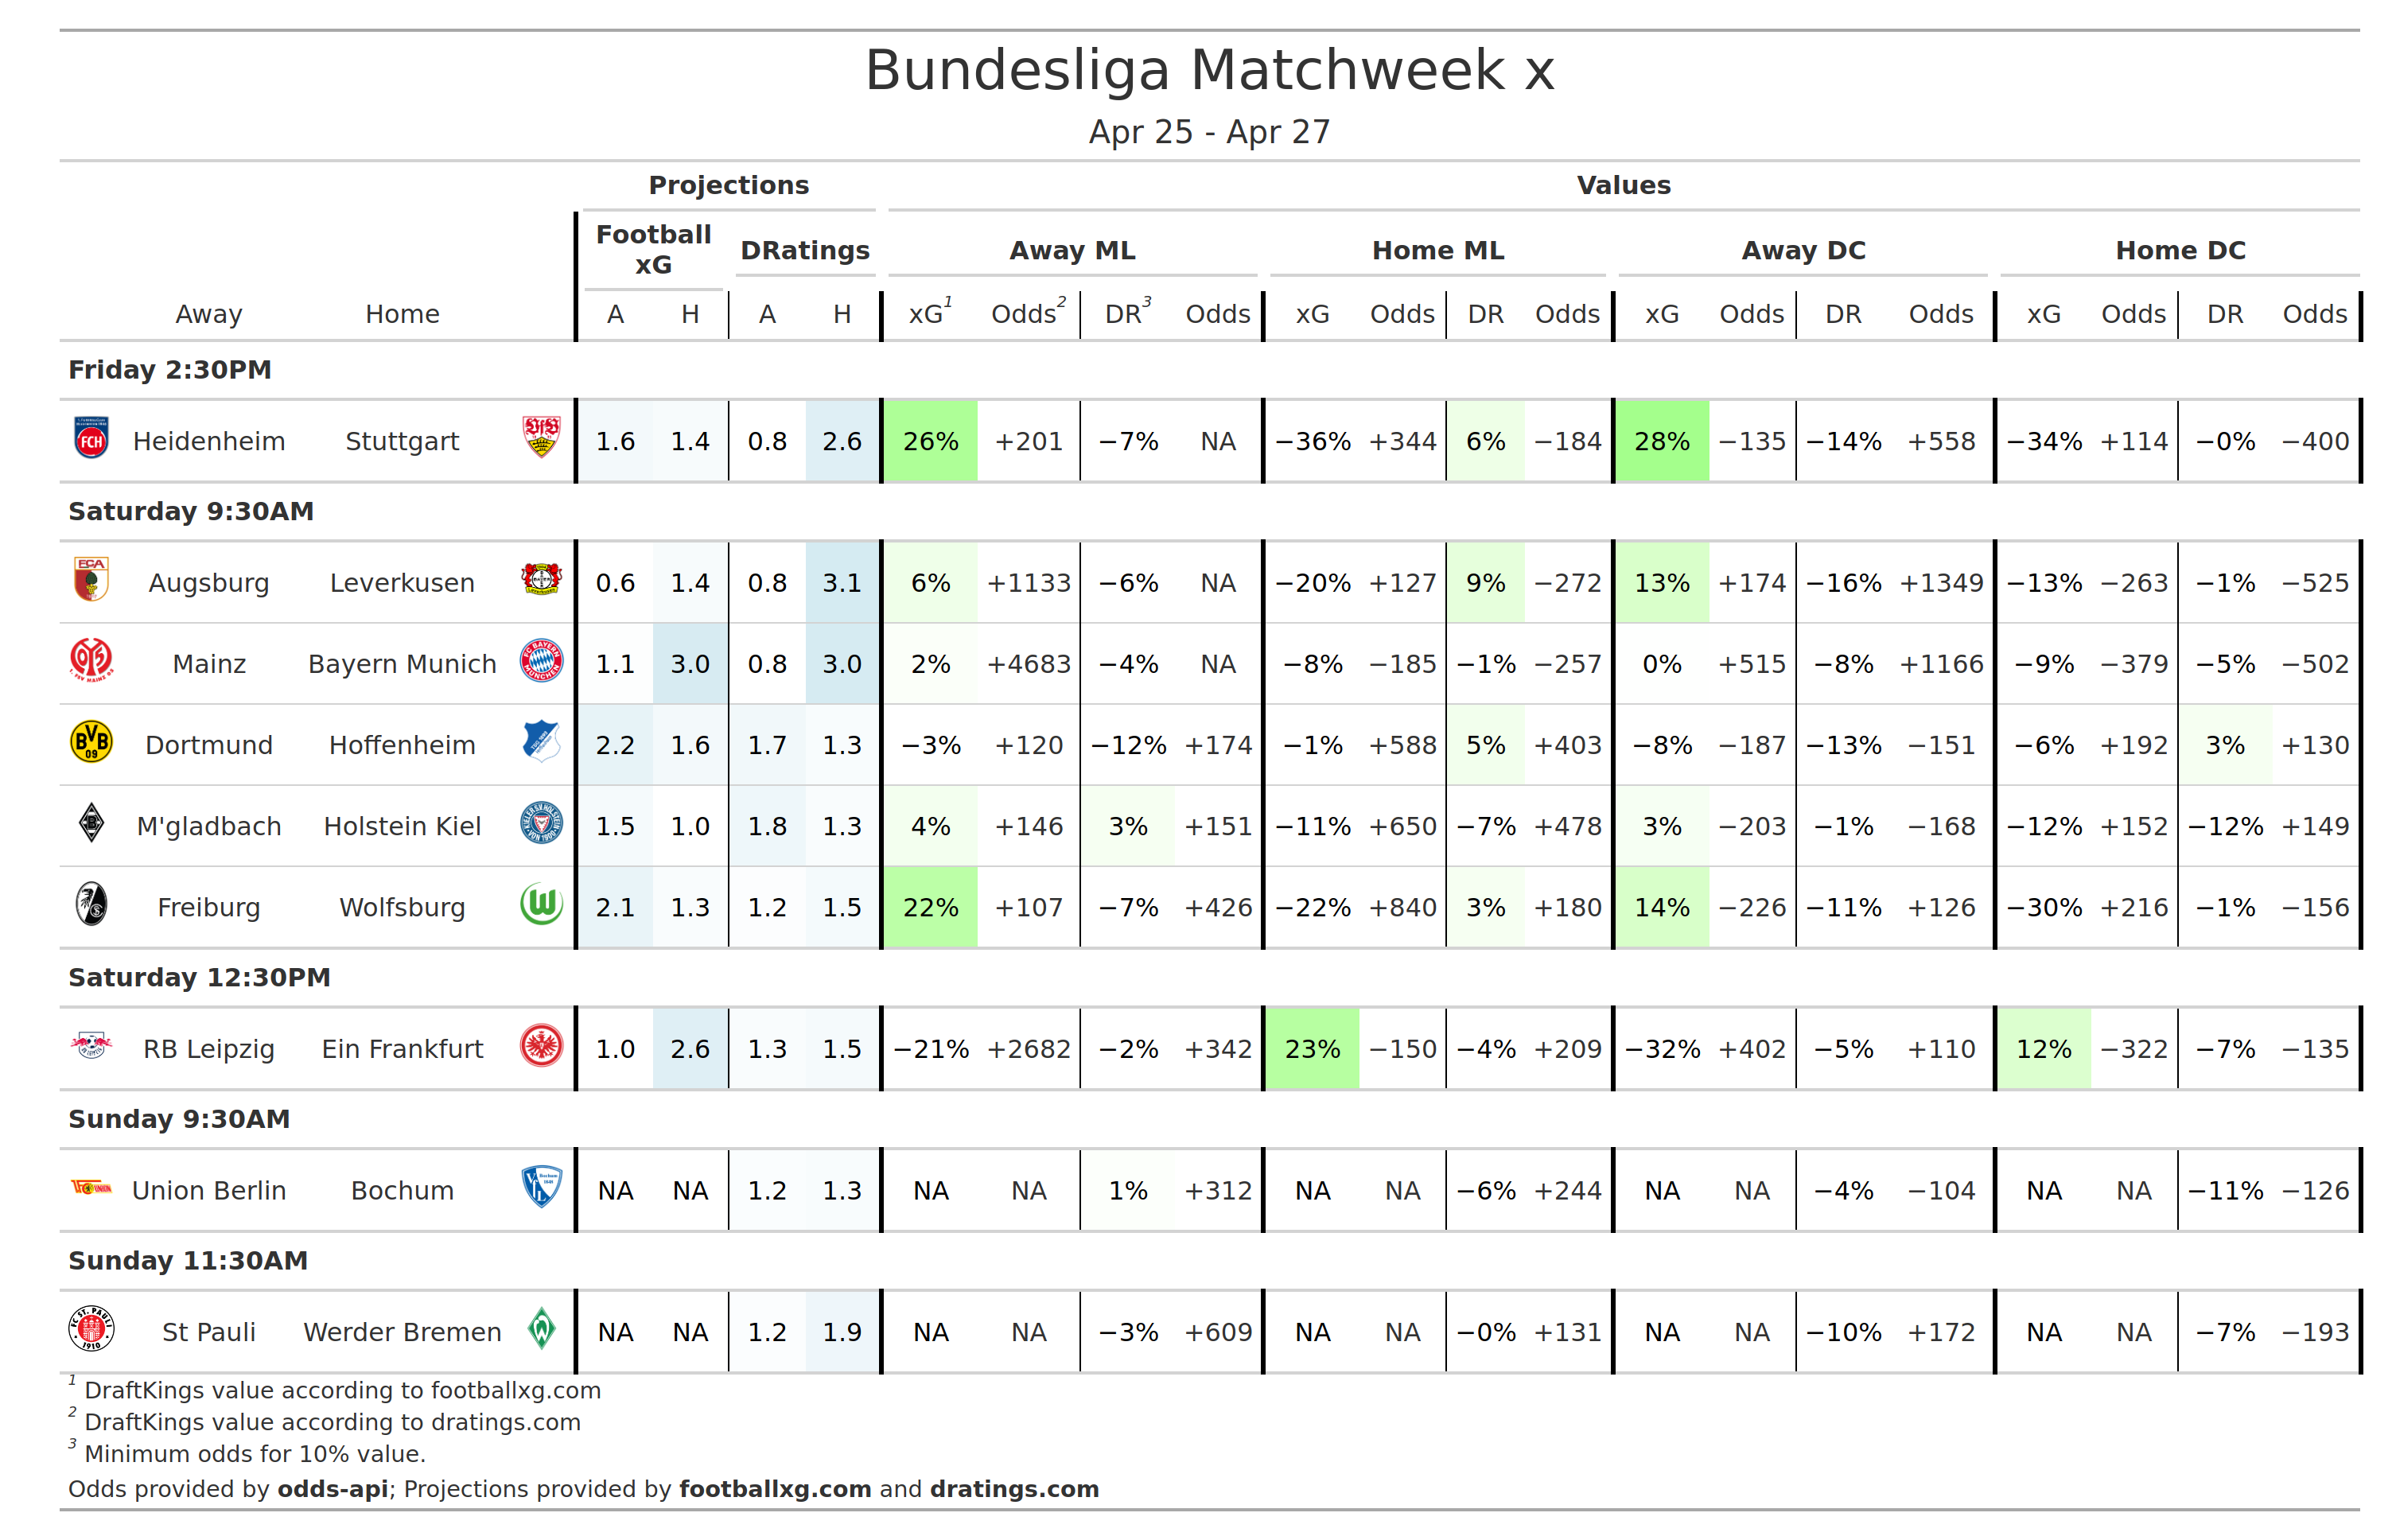 Bundesliga Matchweek x
Apr 25 - Apr 27
Projections Values
Football xG DRatings Away ML Home ML Away DC Home DC
Away Home A H A H xG1 Odds2 DR3 Odds xG Odds DR Odds xG Odds DR Odds xG Odds DR Odds
Friday 2:30PM
FCH Heidenheim Stuttgart VfB 1.6 1.4 0.8 2.6 26% +201 −7% NA −36% +344 6% −184 28% −135 −14% +558 −34% +114 −0% −400
Saturday 9:30AM
FCA Augsburg Leverkusen 0.6 1.4 0.8 3.1 6% +1133 −6% NA −20% +127 9% −272 13% +174 −16% +1349 −13% −263 −1% −525
Mainz Bayern Munich 1.1 3.0 0.8 3.0 2% +4683 −4% NA −8% −185 −1% −257 0% +515 −8% +1166 −9% −379 −5% −502
BVB 09 Dortmund Hoffenheim 2.2 1.6 1.7 1.3 −3% +120 −12% +174 −1% +588 5% +403 −8% −187 −13% −151 −6% +192 3% +130
M'gladbach Holstein Kiel 1.5 1.0 1.8 1.3 4% +146 3% +151 −11% +650 −7% +478 3% −203 −1% −168 −12% +152 −12% +149
Freiburg Wolfsburg 2.1 1.3 1.2 1.5 22% +107 −7% +426 −22% +840 3% +180 14% −226 −11% +126 −30% +216 −1% −156
Saturday 12:30PM
RB Leipzig Ein Frankfurt 1.0 2.6 1.3 1.5 −21% +2682 −2% +342 23% −150 −4% +209 −32% +402 −5% +110 12% −322 −7% −135
Sunday 9:30AM
Union Berlin Bochum NA NA 1.2 1.3 NA NA 1% +312 NA NA −6% +244 NA NA −4% −104 NA NA −11% −126
Sunday 11:30AM
FC ST. PAULI 1910 St Pauli Werder Bremen NA NA 1.2 1.9 NA NA −3% +609 NA NA −0% +131 NA NA −10% +172 NA NA −7% −193
1 DraftKings value according to footballxg.com
2 DraftKings value according to dratings.com
3 Minimum odds for 10% value.
Odds provided by odds-api; Projections provided by footballxg.com and dratings.com